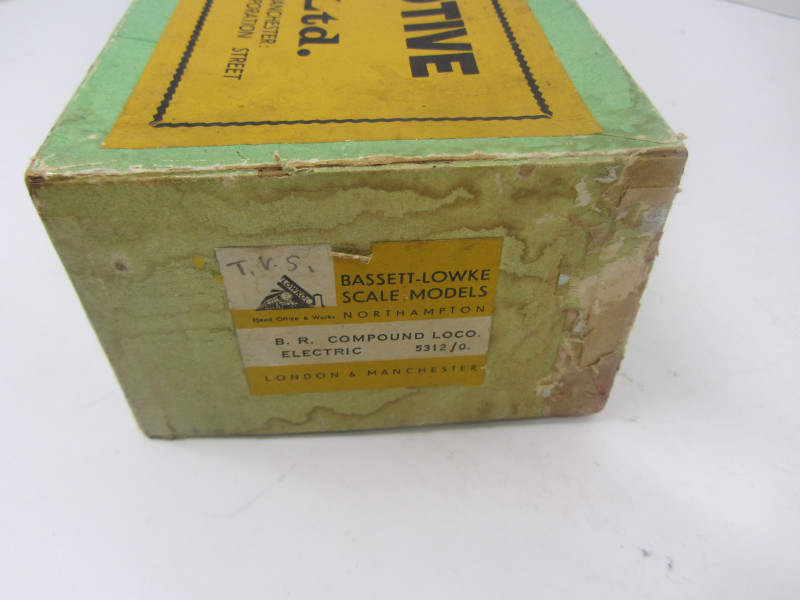 OTIVE
Ltd.
MANCHESTER:
PORATION STREET
T.V.S.
BASSETT-LOWKE
SCALE MODELS
Head Office & Works NORTHAMPTON
B. R. COMPOUND LOCO.
ELECTRIC 5312/0.
LONDON & MANCHESTER